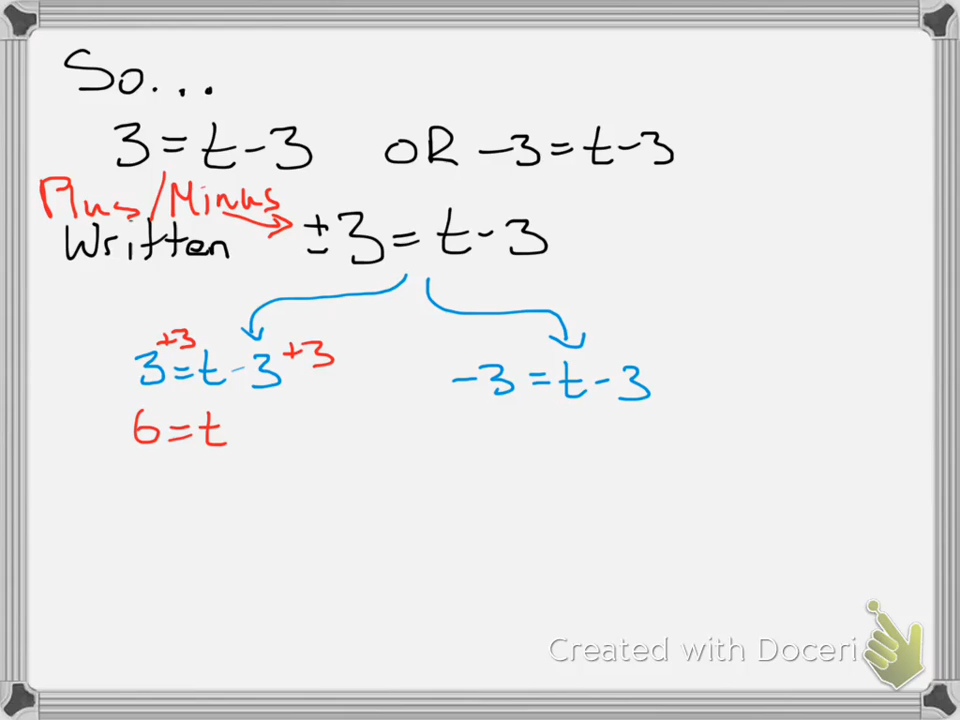 So...
3 = t - 3 OR -3 = t - 3
Plus/Minus
Written ±3 = t - 3
+3 +3
3 = t - 3 -3 = t - 3
6 = t
Created with Doceri